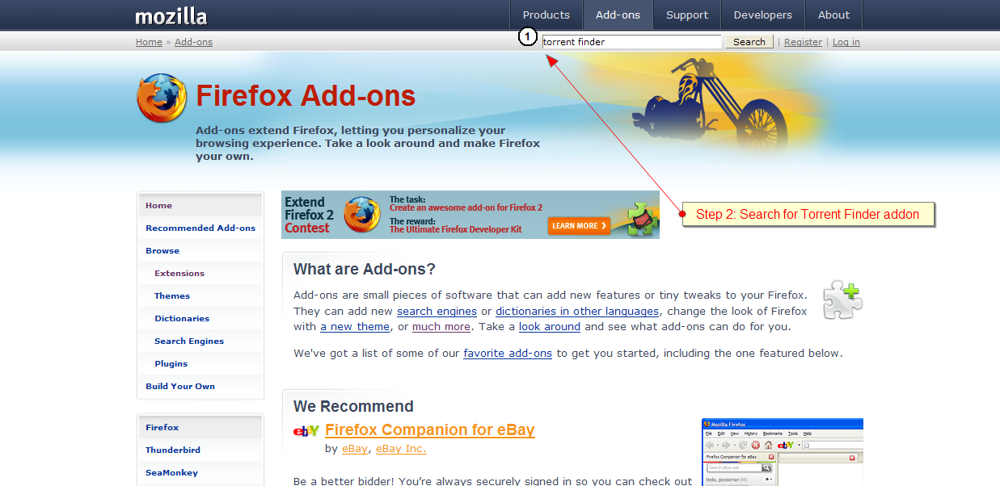 mozilla
Products
Add-ons
Support
Developers
About
Home » Add-ons
1
torrent finder
Search
| Register | Log in
Firefox Add-ons
Add-ons extend Firefox, letting you personalize your
browsing experience. Take a look around and make Firefox
your own.
Step 2: Search for Torrent Finder addon
Home
Recommended Add-ons
Browse
Extensions
Themes
Dictionaries
Search Engines
Plugins
Build Your Own
Firefox
Thunderbird
SeaMonkey
Extend
Firefox 2
Contest
The task:
Create an awesome add-on for Firefox 2
The reward:
The Ultimate Firefox Developer Kit
LEARN MORE ❯
What are Add-ons?
Add-ons are small pieces of software that can add new features or tiny tweaks to your Firefox.
They can add new search engines or dictionaries in other languages, change the look of Firefox
with a new theme, or much more. Take a look around and see what add-ons can do for you.
We've got a list of some of our favorite add-ons to get you started, including the one featured below.
We Recommend
ebY Firefox Companion for eBay
by eBay, eBay Inc.
Be a better bidder! You’re always securely signed in so you can check out
Mozilla Firefox
File Edit View History Bookmarks Tools Help
ebY
Firefox Companion for eBay
Search eBay site
Hello, gooseman (66)